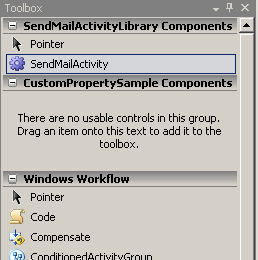 Toolbox
SendMailActivityLibrary Components
Pointer
SendMailActivity
CustomPropertySample Components
There are no usable controls in this group.
Drag an item onto this text to add it to the
toolbox.
Windows Workflow
Pointer
Code
Compensate
ConditionedActivityGroup